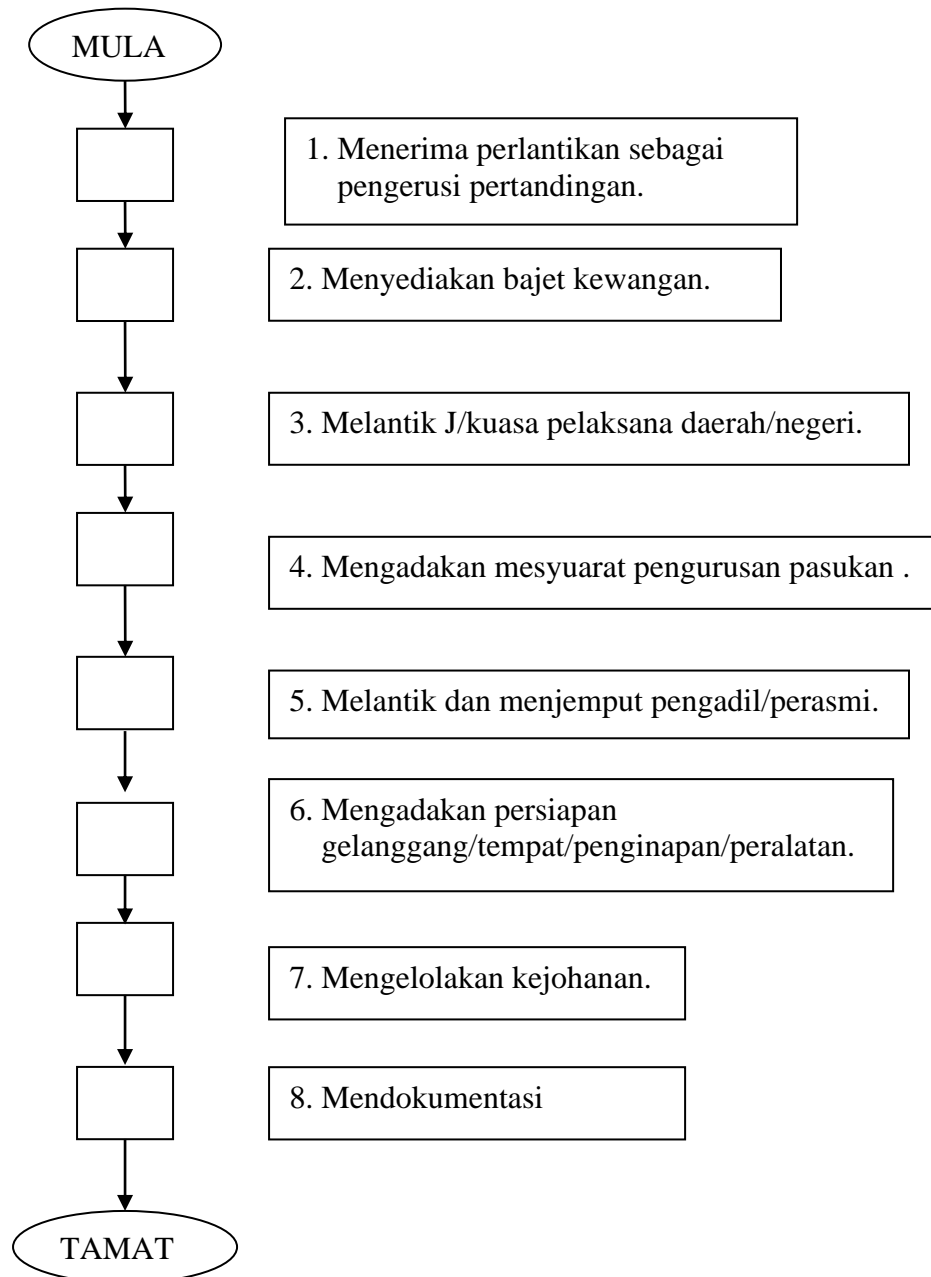 MULA
1. Menerima perlantikan sebagai
pengerusi pertandingan.
2. Menyediakan bajet kewangan.
3. Melantik J/kuasa pelaksana daerah/negeri.
4. Mengadakan mesyuarat pengurusan pasukan .
5. Melantik dan menjemput pengadil/perasmi.
6. Mengadakan persiapan
gelanggang/tempat/penginapan/peralatan.
7. Mengelolakan kejohanan.
8. Mendokumentasi
TAMAT